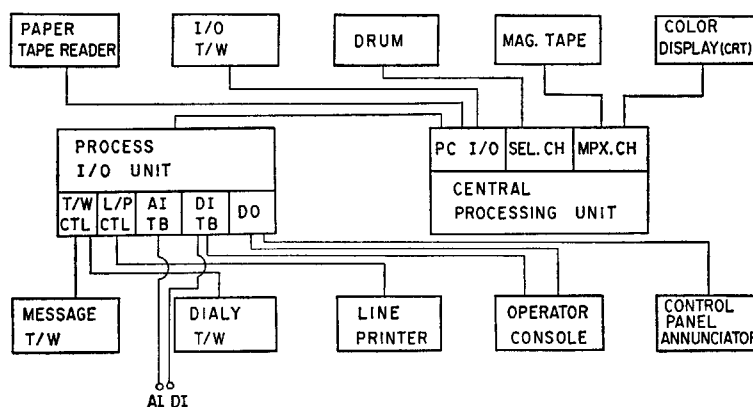 PAPER
TAPE READER
I/O
T/W
DRUM
MAG. TAPE
COLOR
DISPLAY(CRT)
PROCESS
I/O UNIT
T/W
CTL
L/P
CTL
AI
TB
DI
TB
DO
PC I/O
SEL. CH
MPX. CH
CENTRAL
PROCESSING UNIT
MESSAGE
T/W
DIALY
T/W
LINE
PRINTER
OPERATOR
CONSOLE
CONTROL
PANEL
ANNUNCIATOR
AI DI